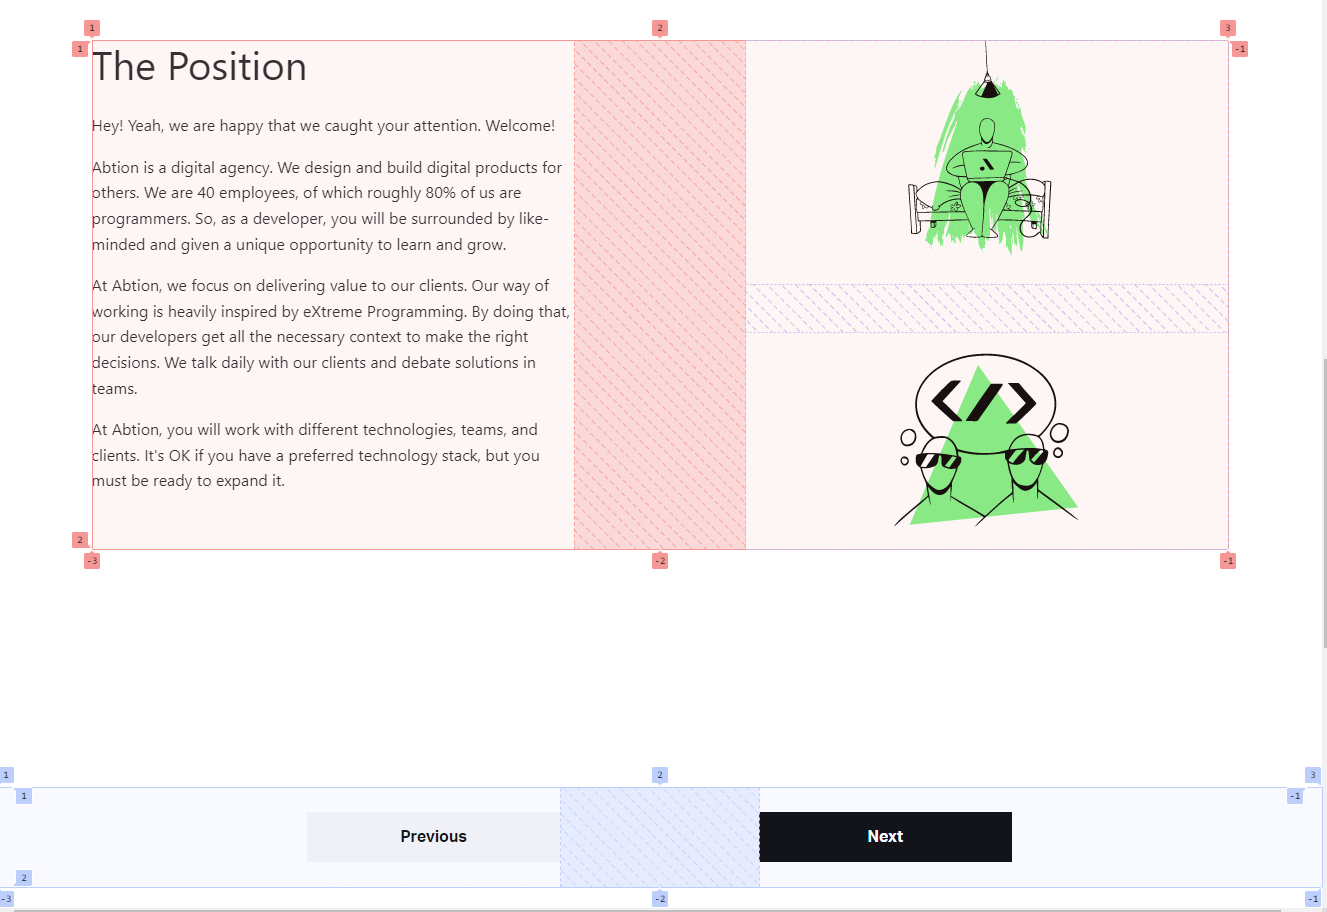 1
2
3
1
-1
The Position
Hey! Yeah, we are happy that we caught your attention. Welcome!
Abtion is a digital agency. We design and build digital products for
others. We are 40 employees, of which roughly 80% of us are
programmers. So, as a developer, you will be surrounded by like-
minded and given a unique opportunity to learn and grow.
At Abtion, we focus on delivering value to our clients. Our way of
working is heavily inspired by eXtreme Programming. By doing that,
our developers get all the necessary context to make the right
decisions. We talk daily with our clients and debate solutions in
teams.
At Abtion, you will work with different technologies, teams, and
clients. It's OK if you have a preferred technology stack, but you
must be ready to expand it.
</>
2
-3
-2
-1
1
2
3
1
-1
Previous
Next
2
-3
-2
-1